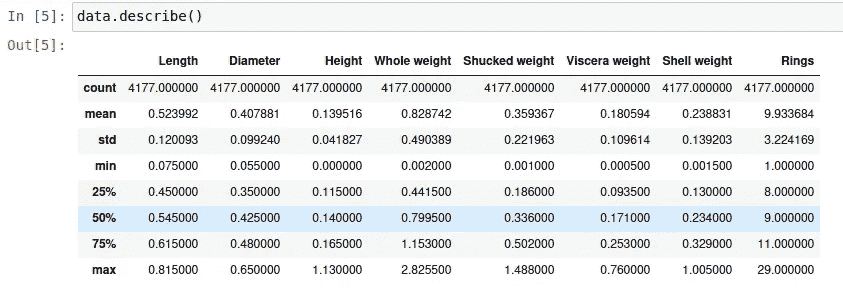 In [5]: data.describe()
Out[5]:
Length Diameter Height Whole weight Shucked weight Viscera weight Shell weight Rings
count 4177.000000 4177.000000 4177.000000 4177.000000 4177.000000 4177.000000 4177.000000 4177.000000
mean 0.523992 0.407881 0.139516 0.828742 0.359367 0.180594 0.238831 9.933684
std 0.120093 0.099240 0.041827 0.490389 0.221963 0.109614 0.139203 3.224169
min 0.075000 0.055000 0.000000 0.002000 0.001000 0.000500 0.001500 1.000000
25% 0.450000 0.350000 0.115000 0.441500 0.186000 0.093500 0.130000 8.000000
50% 0.545000 0.425000 0.140000 0.799500 0.336000 0.171000 0.234000 9.000000
75% 0.615000 0.480000 0.165000 1.153000 0.502000 0.253000 0.329000 11.000000
max 0.815000 0.650000 1.130000 2.825500 1.488000 0.760000 1.005000 29.000000